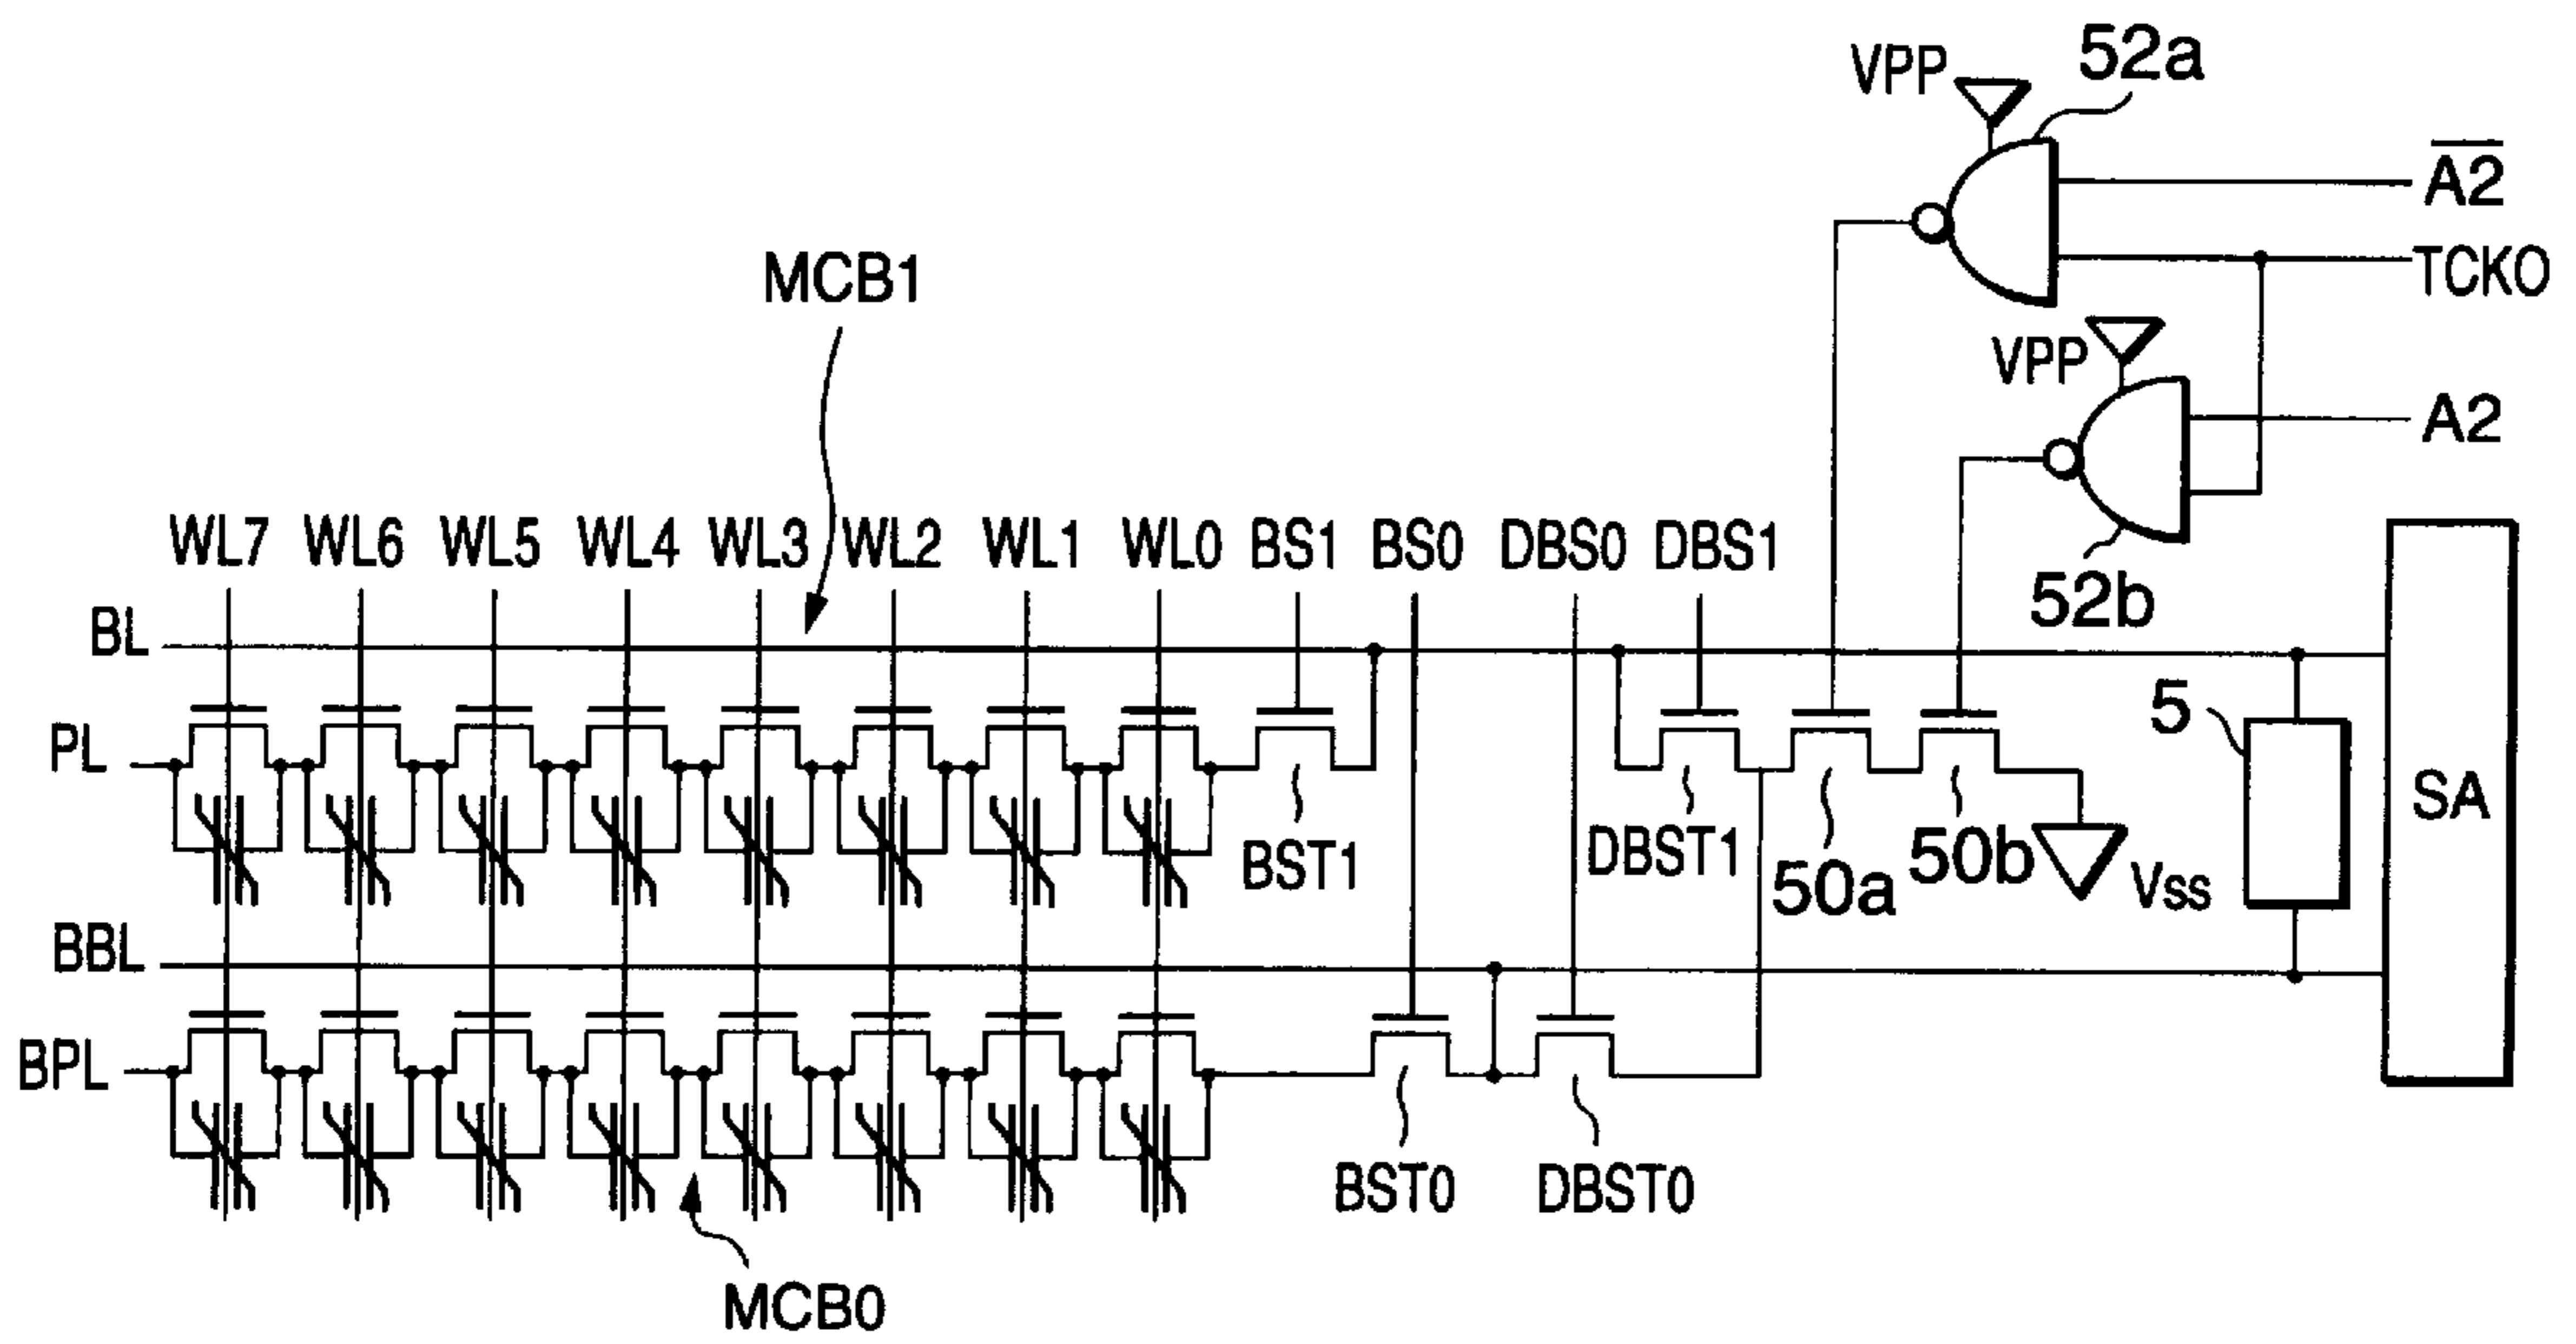 VPP
52a
A2
TCKO
MCB1
VPP
A2
52b
WL7 WL6 WL5 WL4 WL3 WL2 WL1 WL0 BS1 BS0 DBS0 DBS1
BL
PL
5
SA
BST1
DBST1
50a
50b
Vss
BBL
BPL
BST0
DBST0
MCB0